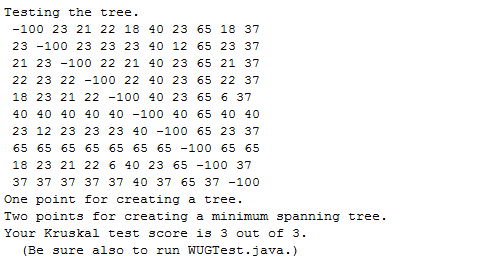 Testing the tree.
-100 23 21 22 18 40 23 65 18 37
23 -100 23 23 23 40 12 65 23 37
21 23 -100 22 21 40 23 65 21 37
22 23 22 -100 22 40 23 65 22 37
18 23 21 22 -100 40 23 65 6 37
40 40 40 40 40 -100 40 65 40 40
23 12 23 23 23 40 -100 65 23 37
65 65 65 65 65 65 65 -100 65 65
18 23 21 22 6 40 23 65 -100 37
37 37 37 37 37 40 37 65 37 -100
One point for creating a tree.
Two points for creating a minimum spanning tree.
Your Kruskal test score is 3 out of 3.
(Be sure also to run WUGTest.java.)